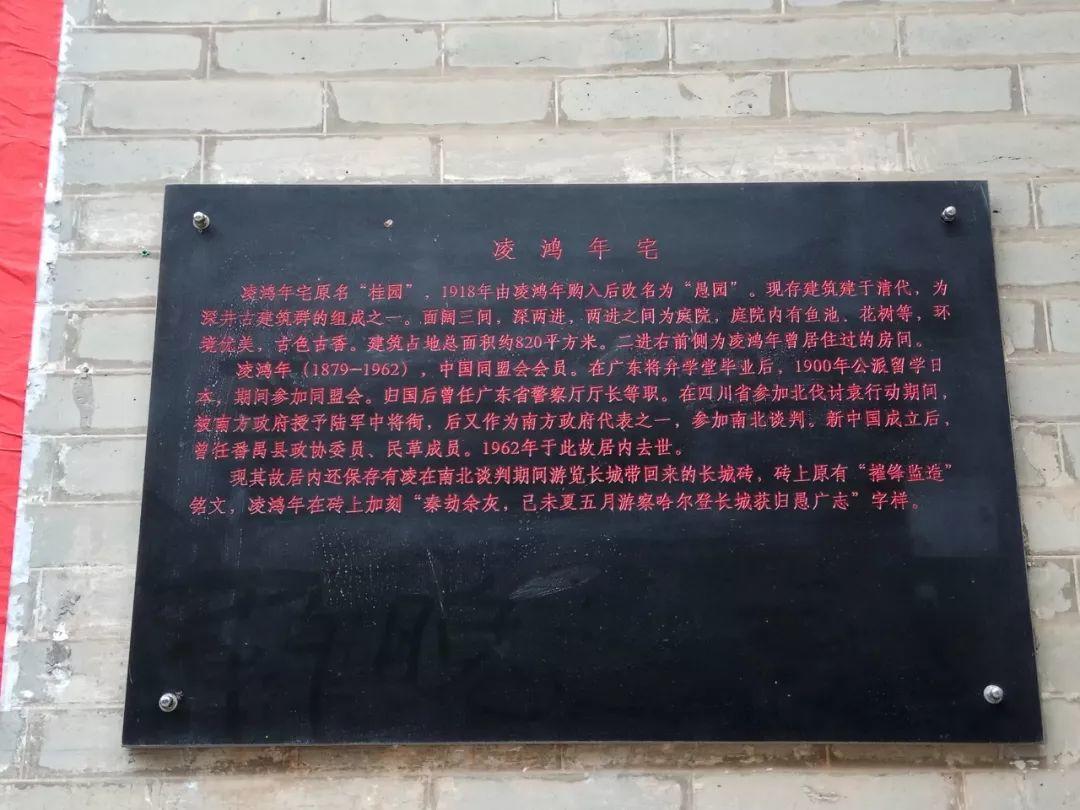 凌鸿年宅
凌鸿年宅原名“桂园”，1918年由凌鸿年购入后改名为“愚园”。现存建筑建于清代，为
深井古建筑群的组成之一。面阔三间，深两进，两进之间为庭院，庭院内有鱼池、花树等，环
境优美，古色古香。建筑占地总面积约820平方米。二进右前侧为凌鸿年曾居住过的房间。
凌鸿年（1879—1962），中国同盟会会员。在广东将弁学堂毕业后，1900年公派留学日
本，期间参加同盟会。归国后曾任广东省警察厅厅长等职。在四川省参加北伐讨袁行动期间，
被南方政府授予陆军中将衔，后又作为南方政府代表之一，参加南北谈判。新中国成立后，
曾任番禺县政协委员、民革成员。1962年于此故居内去世。
现其故居内还保存有凌在南北谈判期间游览长城带回来的长城砖，砖上原有“摧锋监造”
铭文，凌鸿年在砖上加刻“秦劫余灰，己未夏五月游察哈尔登长城获归愚广志”字样。